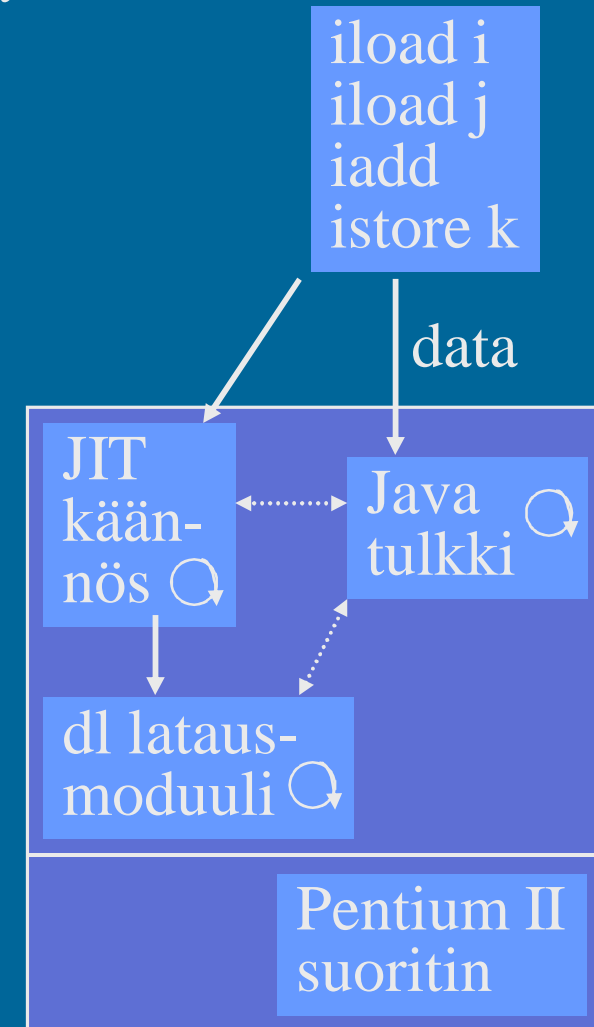 iload i
iload j
iadd
istore k
data
JIT
kään-
nös
Java
tulkki
dl lataus-
moduuli
Pentium II
suoritin